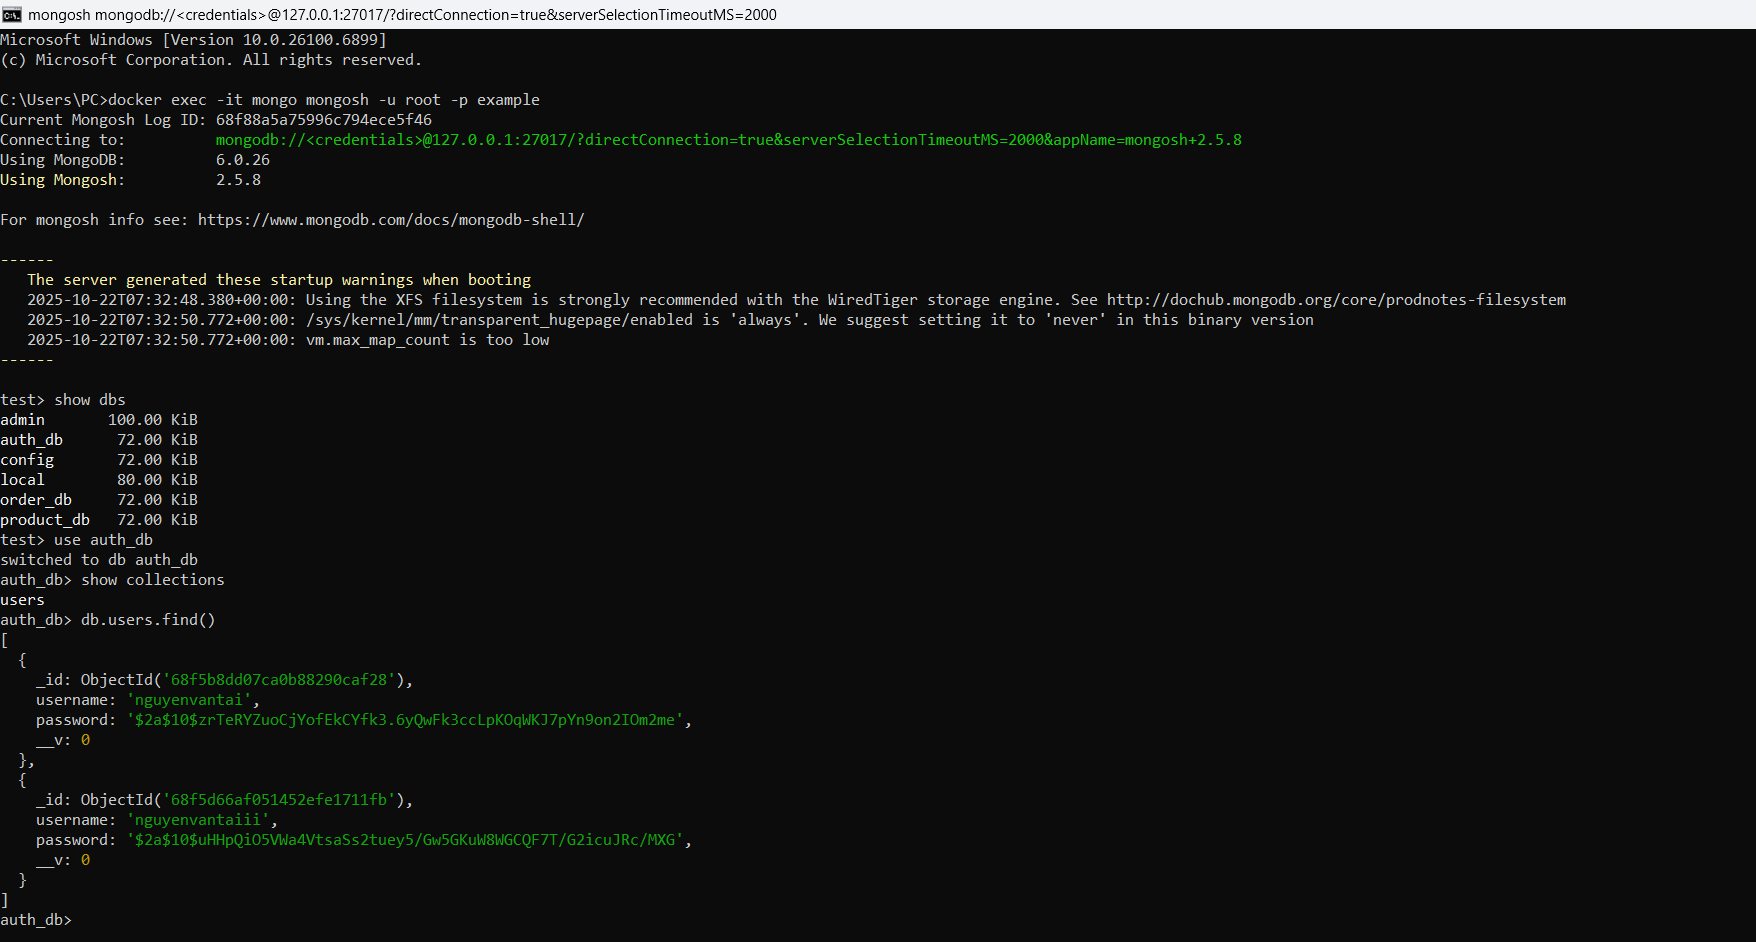 mongosh mongodb://<credentials>@127.0.0.1:27017/?directConnection=true&serverSelectionTimeoutMS=2000
Microsoft Windows [Version 10.0.26100.6899]
(c) Microsoft Corporation. All rights reserved.
C:\Users\PC>docker exec -it mongo mongosh -u root -p example
Current Mongosh Log ID: 68f88a5a75996c794ece5f46
Connecting to:          mongodb://<credentials>@127.0.0.1:27017/?directConnection=true&serverSelectionTimeoutMS=2000&appName=mongosh+2.5.8
Using MongoDB:          6.0.26
Using Mongosh:          2.5.8
For mongosh info see: https://www.mongodb.com/docs/mongodb-shell/
------
   The server generated these startup warnings when booting
   2025-10-22T07:32:48.380+00:00: Using the XFS filesystem is strongly recommended with the WiredTiger storage engine. See http://dochub.mongodb.org/core/prodnotes-filesystem
   2025-10-22T07:32:50.772+00:00: /sys/kernel/mm/transparent_hugepage/enabled is 'always'. We suggest setting it to 'never' in this binary version
   2025-10-22T07:32:50.772+00:00: vm.max_map_count is too low
------
test> show dbs
admin       100.00 KiB
auth_db      72.00 KiB
config       72.00 KiB
local        80.00 KiB
order_db     72.00 KiB
product_db   72.00 KiB
test> use auth_db
switched to db auth_db
auth_db> show collections
users
auth_db> db.users.find()
[
  {
    _id: ObjectId('68f5b8dd07ca0b88290caf28'),
    username: 'nguyenvantai',
    password: '$2a$10$zrTeRYZuoCjYofEkCYfk3.6yQwFk3ccLpKOqWKJ7pYn9on2IOm2me',
    __v: 0
  },
  {
    _id: ObjectId('68f5d66af051452efe1711fb'),
    username: 'nguyenvantaiii',
    password: '$2a$10$uHHpQiO5VWa4VtsaSs2tuey5/Gw5GKuW8WGCQF7T/G2icuJRc/MXG',
    __v: 0
  }
]
auth_db>